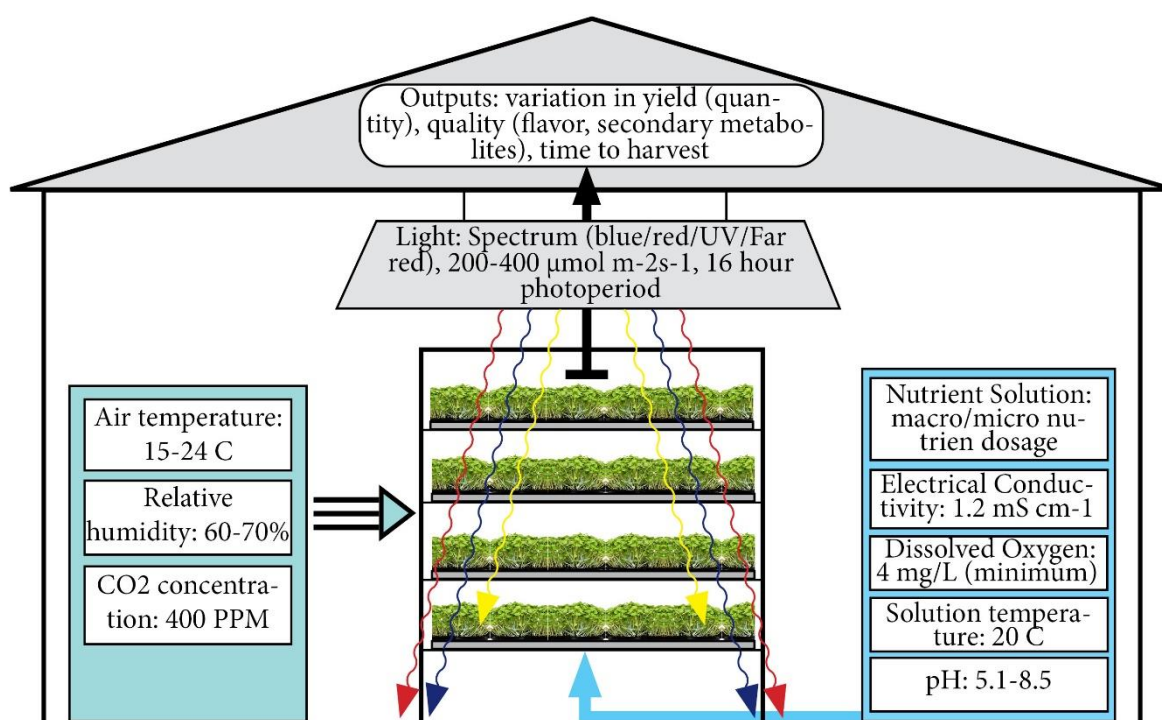 Outputs: variation in yield (quan-
tity), quality (flavor, secondary metabo-
lites), time to harvest
Light: Spectrum (blue/red/UV/Far
red), 200-400 µmol m-2s-1, 16 hour
photoperiod
Air temperature:
15-24 C
Relative
humidity: 60-70%
CO2 concentra-
tion: 400 PPM
Nutrient Solution:
macro/micro nu-
trien dosage
Electrical Conduc-
tivity: 1.2 mS cm-1
Dissolved Oxygen:
4 mg/L (minimum)
Solution tempera-
ture: 20 C
pH: 5.1-8.5